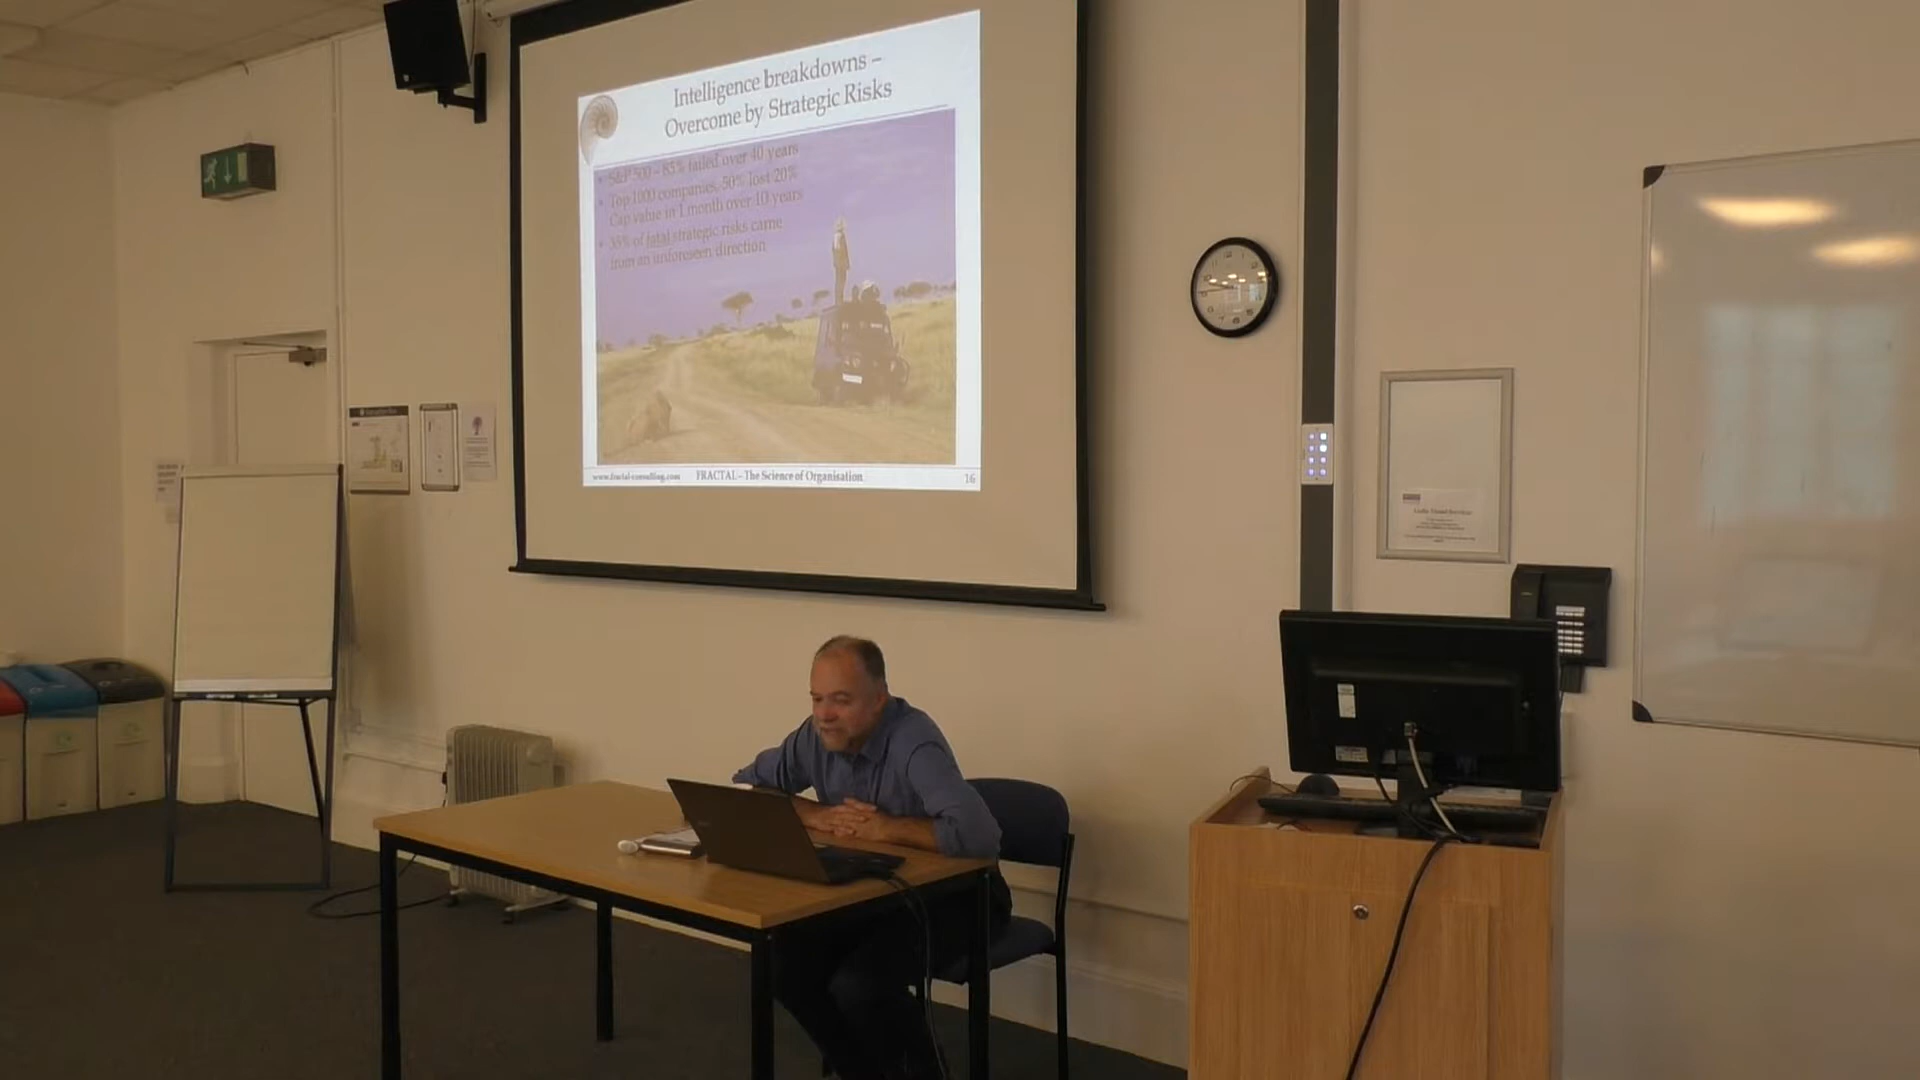 Intelligence breakdowns –
Overcome by Strategic Risks
• S&P 500 – 85% failed over 40 years
• Top 1000 companies, 50% lost 20%
Cap value in 1 month over 10 years
• 35% of fatal strategic risks came
from an unforeseen direction
www.fractal-consulting.com FRACTAL – The Science of Organisation 16